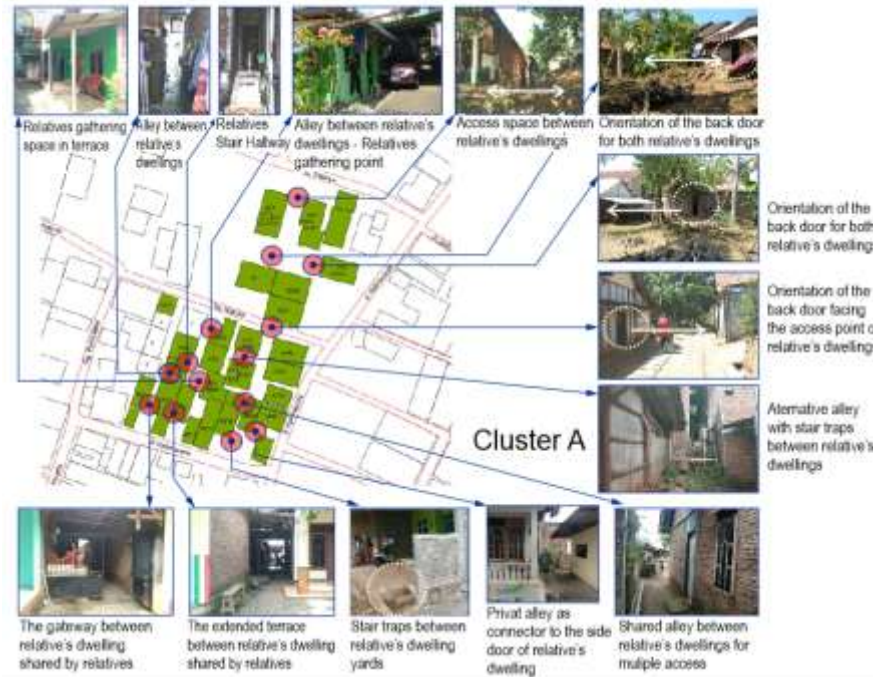 Relatives gathering
space in terrace
Alley between
relative's
dwellings
Relatives
Stair Hallway
Alley between relative's
dwellings - Relatives
gathering point
Access space between
relative's dwellings
Orientation of the back door
for both relative's dwellings
Orientation of the
back door for both
relative's dwellings
Orientation of the
back door facing
the access point o
relative's dwellings
Aternative alley
with stair traps
between relative's
dwellings
Cluster A
The gateway between
relative's dwelling
shared by relatives
The extended terrace
between relative's dwelling
shared by relatives
Stair traps between
relative's dwelling
yards
Privat alley as
connector to the side
door of relative's
dwelling
Shared alley between
relative's dwellings for
muliple access